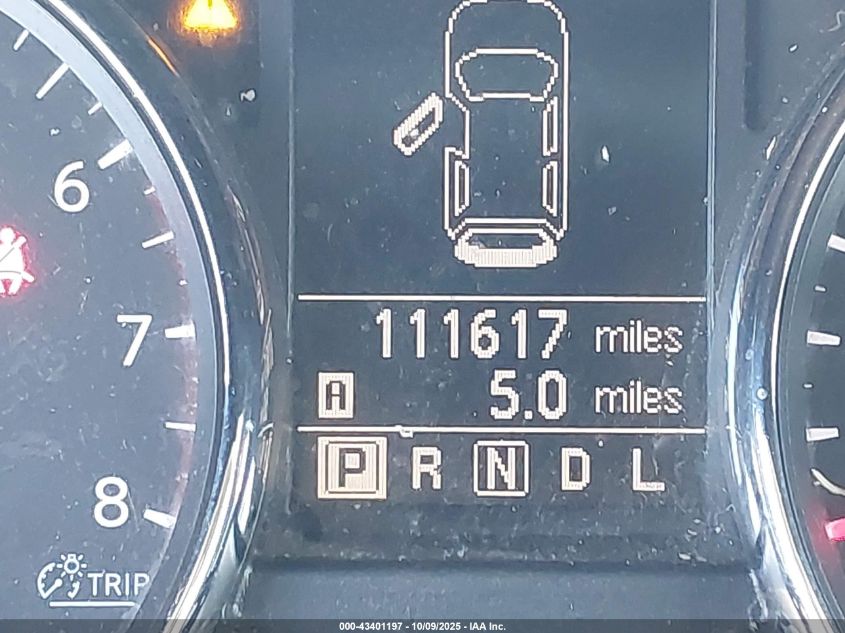 6
7
8
TRIP
111617 miles
A 5.0 miles
P R N D L
000-43401197 - 10/09/2025 - IAA Inc.